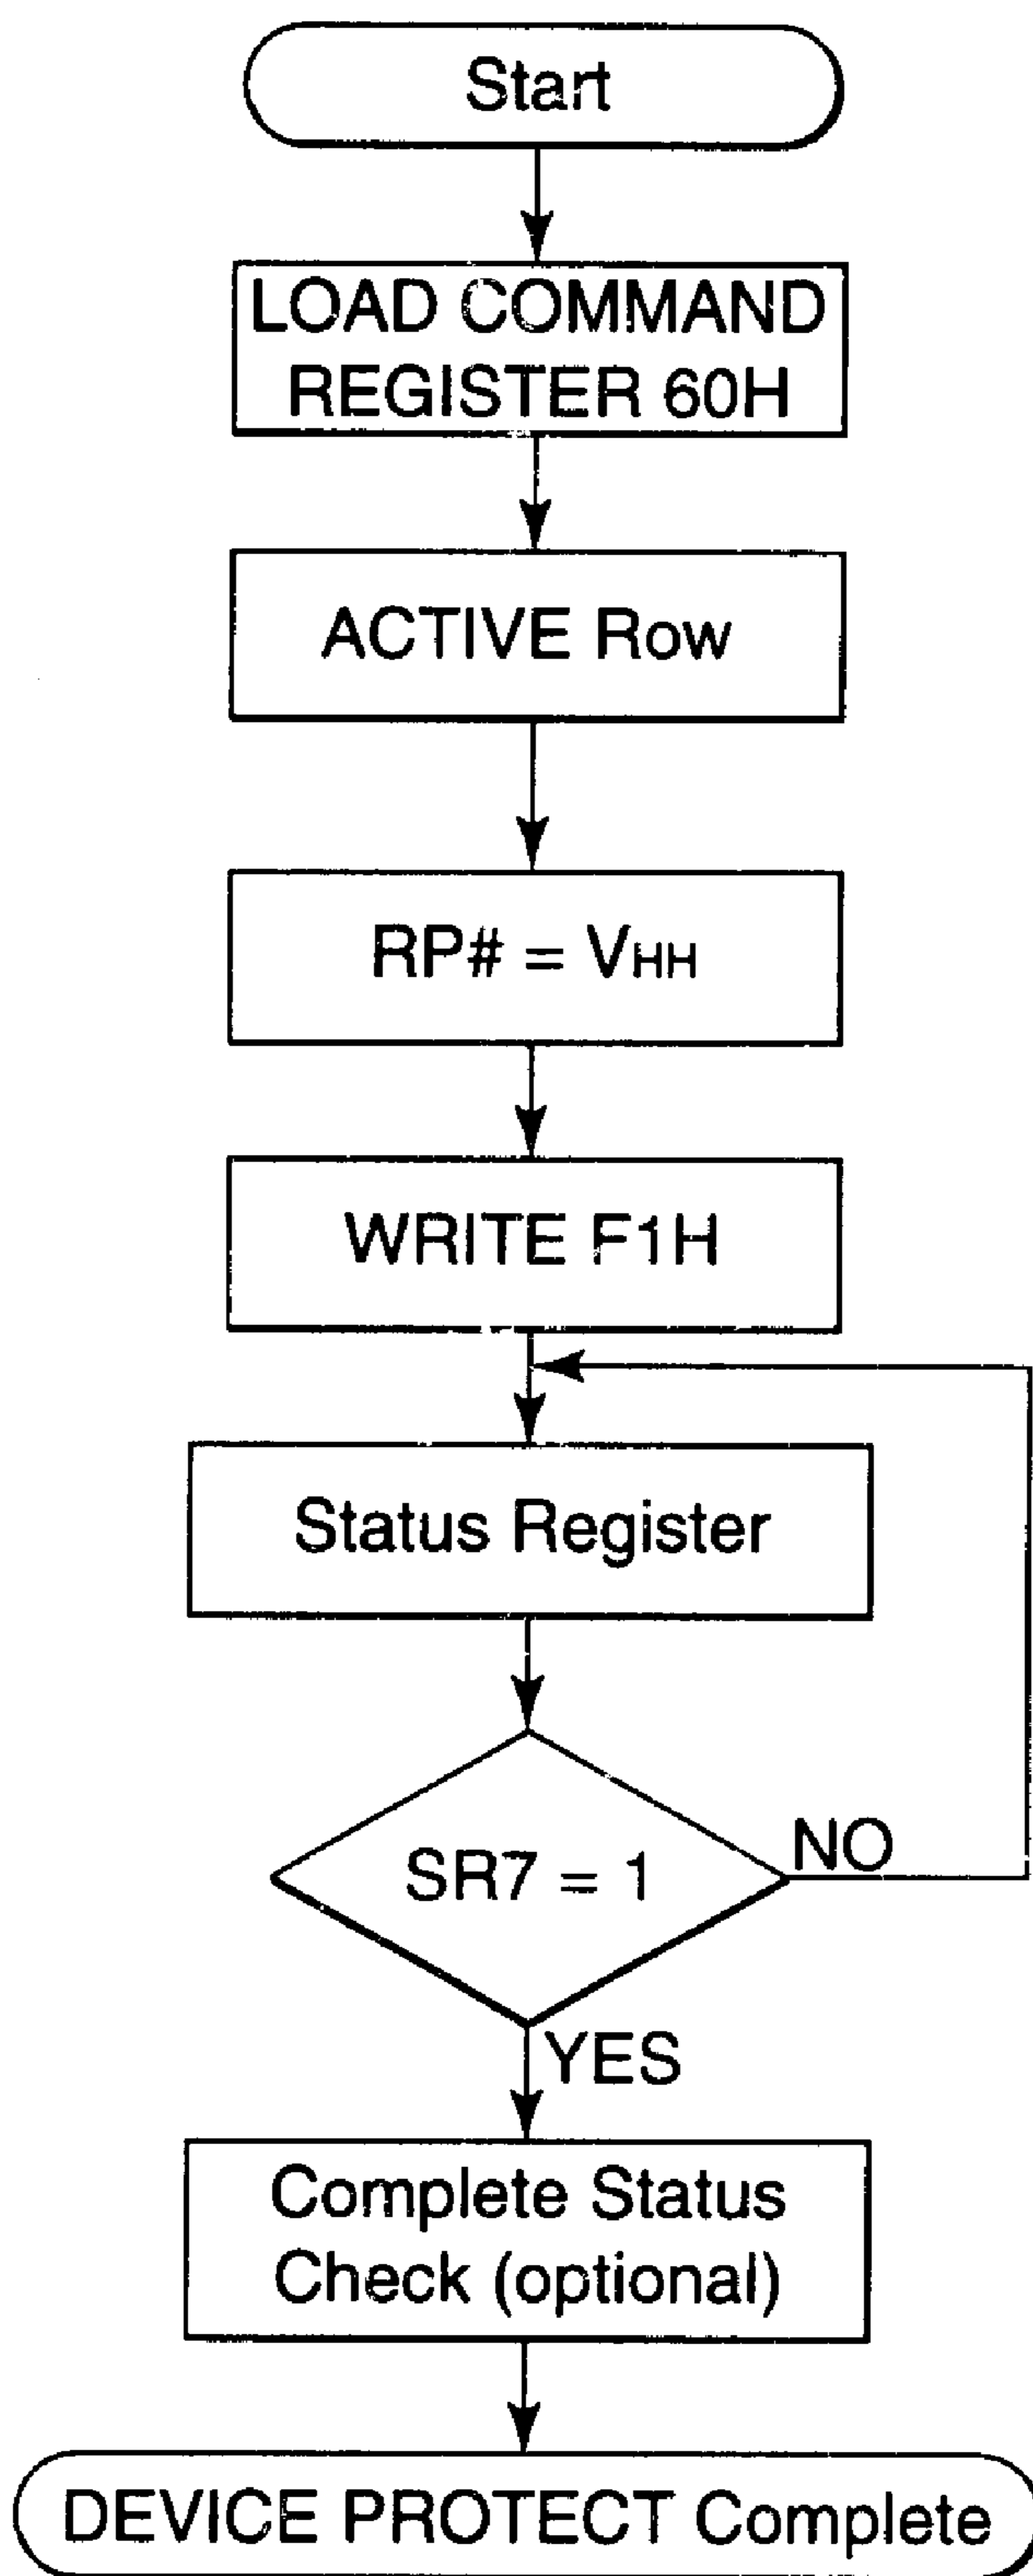 Start
LOAD COMMAND
REGISTER 60H
ACTIVE Row
RP# = VHH
WRITE F1H
Status Register
SR7 = 1
NO
YES
Complete Status
Check (optional)
DEVICE PROTECT Complete